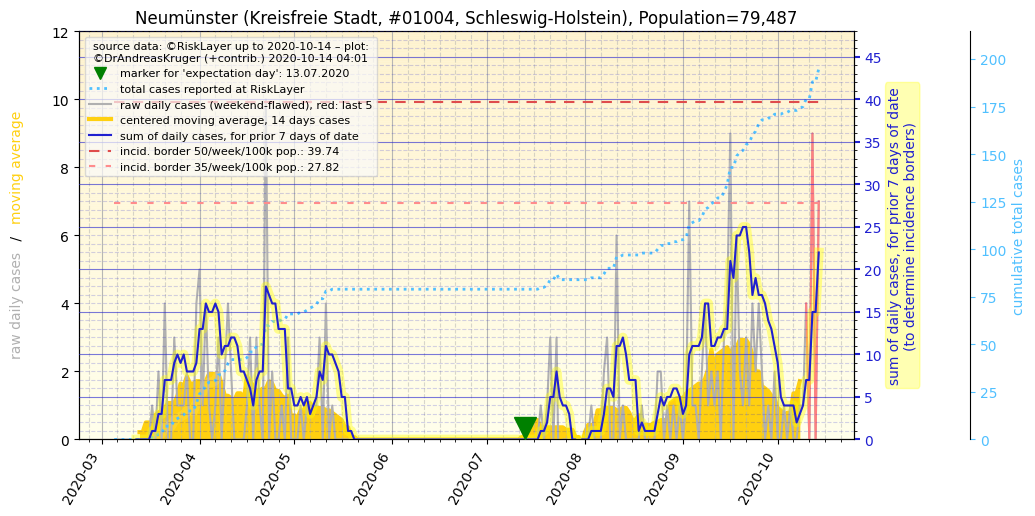 Neumünster (Kreisfreie Stadt, #01004, Schleswig-Holstein), Population=79,487
source data: ©RiskLayer up to 2020-10-14 – plot:
©DrAndreasKruger (+contrib.) 2020-10-14 04:01
marker for 'expectation day': 13.07.2020
total cases reported at RiskLayer
raw daily cases (weekend-flawed), red: last 5
centered moving average, 14 days cases
sum of daily cases, for prior 7 days of date
incid. border 50/week/100k pop.: 39.74
incid. border 35/week/100k pop.: 27.82
raw daily cases / moving average
12
10
8
6
4
2
0
2020-03
2020-04
2020-05
2020-06
2020-07
2020-08
2020-09
2020-10
45
40
35
30
25
20
15
10
5
0
sum of daily cases, for prior 7 days of date
(to determine incidence borders)
200
175
150
125
100
75
50
25
0
cumulative total cases